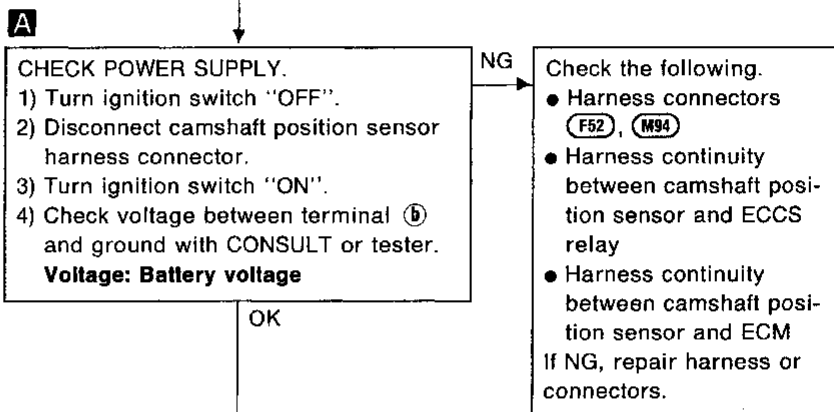 A
CHECK POWER SUPPLY.
1) Turn ignition switch "OFF".
2) Disconnect camshaft position sensor
harness connector.
3) Turn ignition switch "ON".
4) Check voltage between terminal ⓑ
and ground with CONSULT or tester.
Voltage: Battery voltage
OK
NG
Check the following.
● Harness connectors
F52, M94
● Harness continuity
between camshaft posi-
tion sensor and ECCS
relay
● Harness continuity
between camshaft posi-
tion sensor and ECM
If NG, repair harness or
connectors.